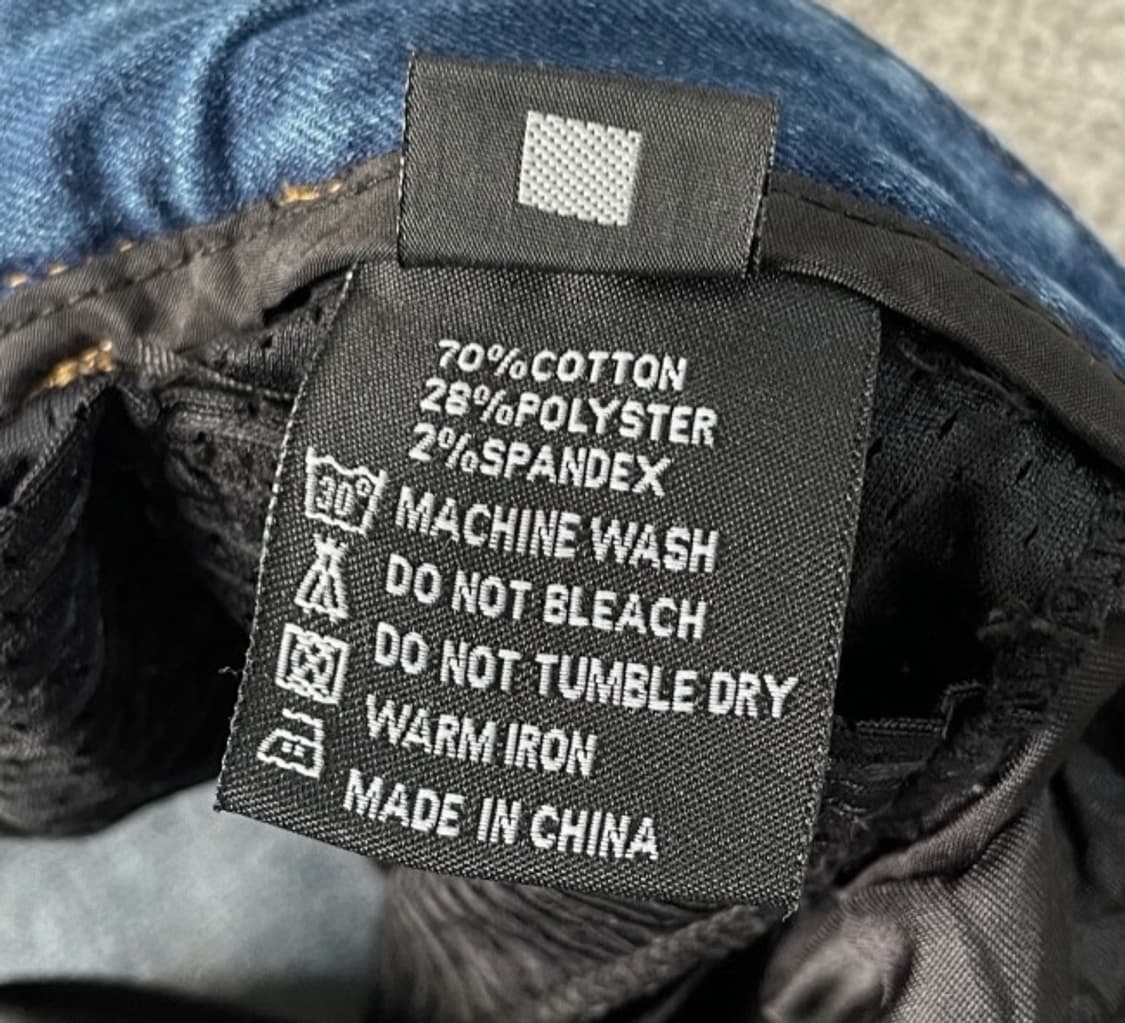 70%COTTON
28%POLYSTER
2%SPANDEX
30° MACHINE WASH
DO NOT BLEACH
DO NOT TUMBLE DRY
WARM IRON
MADE IN CHINA